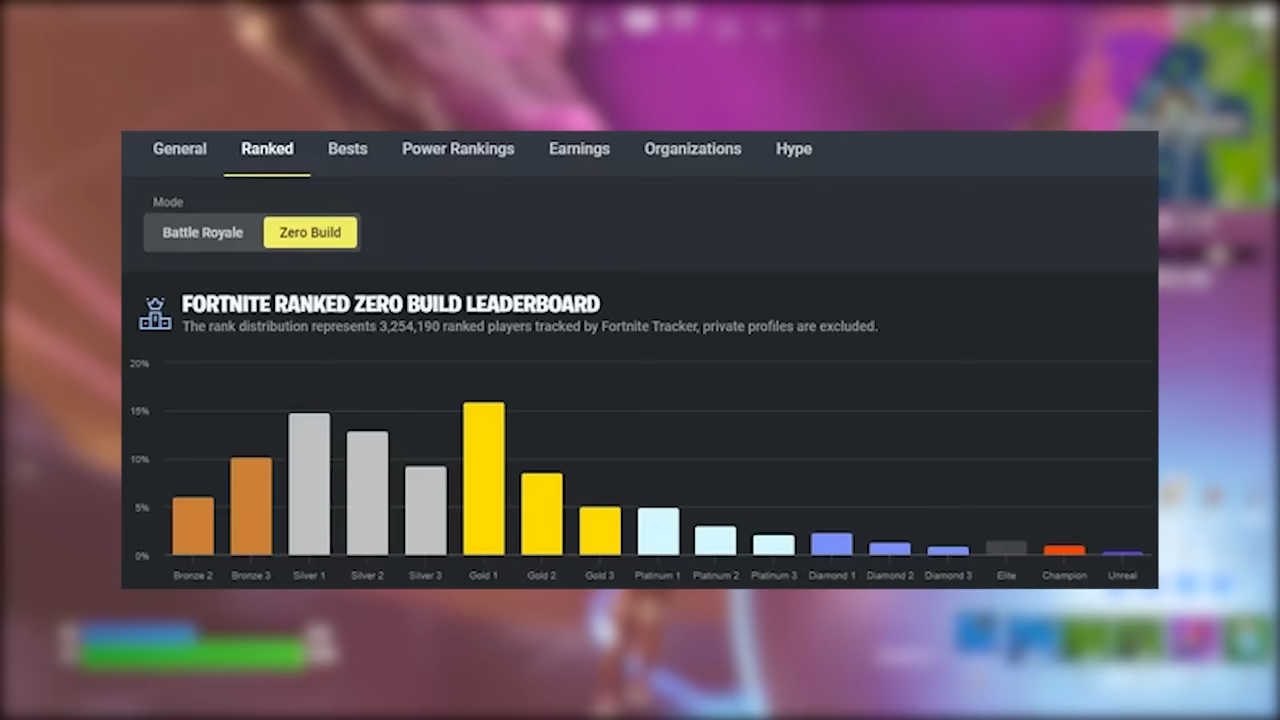 General Ranked Bests Power Rankings Earnings Organizations Hype
Mode
Battle Royale Zero Build
FORTNITE RANKED ZERO BUILD LEADERBOARD
The rank distribution represents 3,254,190 ranked players tracked by Fortnite Tracker, private profiles are excluded.
20%
15%
10%
5%
0%
Bronze 2 Bronze 3 Silver 1 Silver 2 Silver 3 Gold 1 Gold 2 Gold 3 Platinum 1 Platinum 2 Platinum 3 Diamond 1 Diamond 2 Diamond 3 Elite Champion Unreal